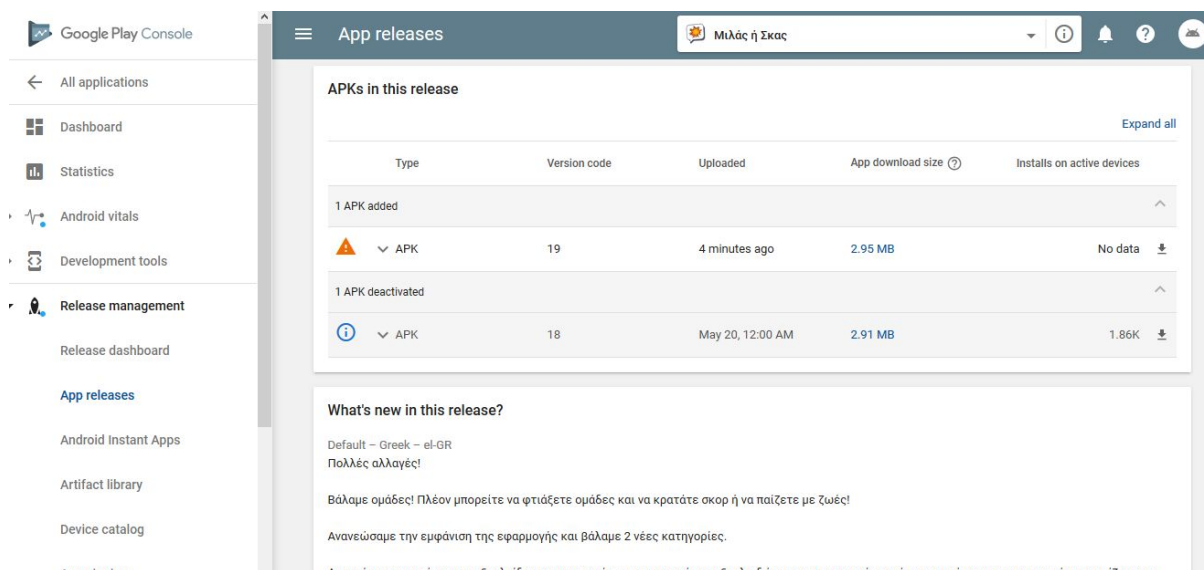 Google Play Console
App releases
Μιλάς ή Σκας
All applications
Dashboard
Statistics
Android vitals
Development tools
Release management
Release dashboard
App releases
Android Instant Apps
Artifact library
Device catalog
APKs in this release
Expand all
Type Version code Uploaded App download size Installs on active devices
1 APK added
APK 19 4 minutes ago 2.95 MB No data
1 APK deactivated
APK 18 May 20, 12:00 AM 2.91 MB 1.86K
What's new in this release?
Default – Greek – el-GR
Πολλές αλλαγές!
Βάλαμε ομάδες! Πλέον μπορείτε να φτιάξετε ομάδες και να κρατάτε σκορ ή να παίζετε με ζωές!
Ανανεώσαμε την εμφάνιση της εφαρμογής και βάλαμε 2 νέες κατηγορίες.